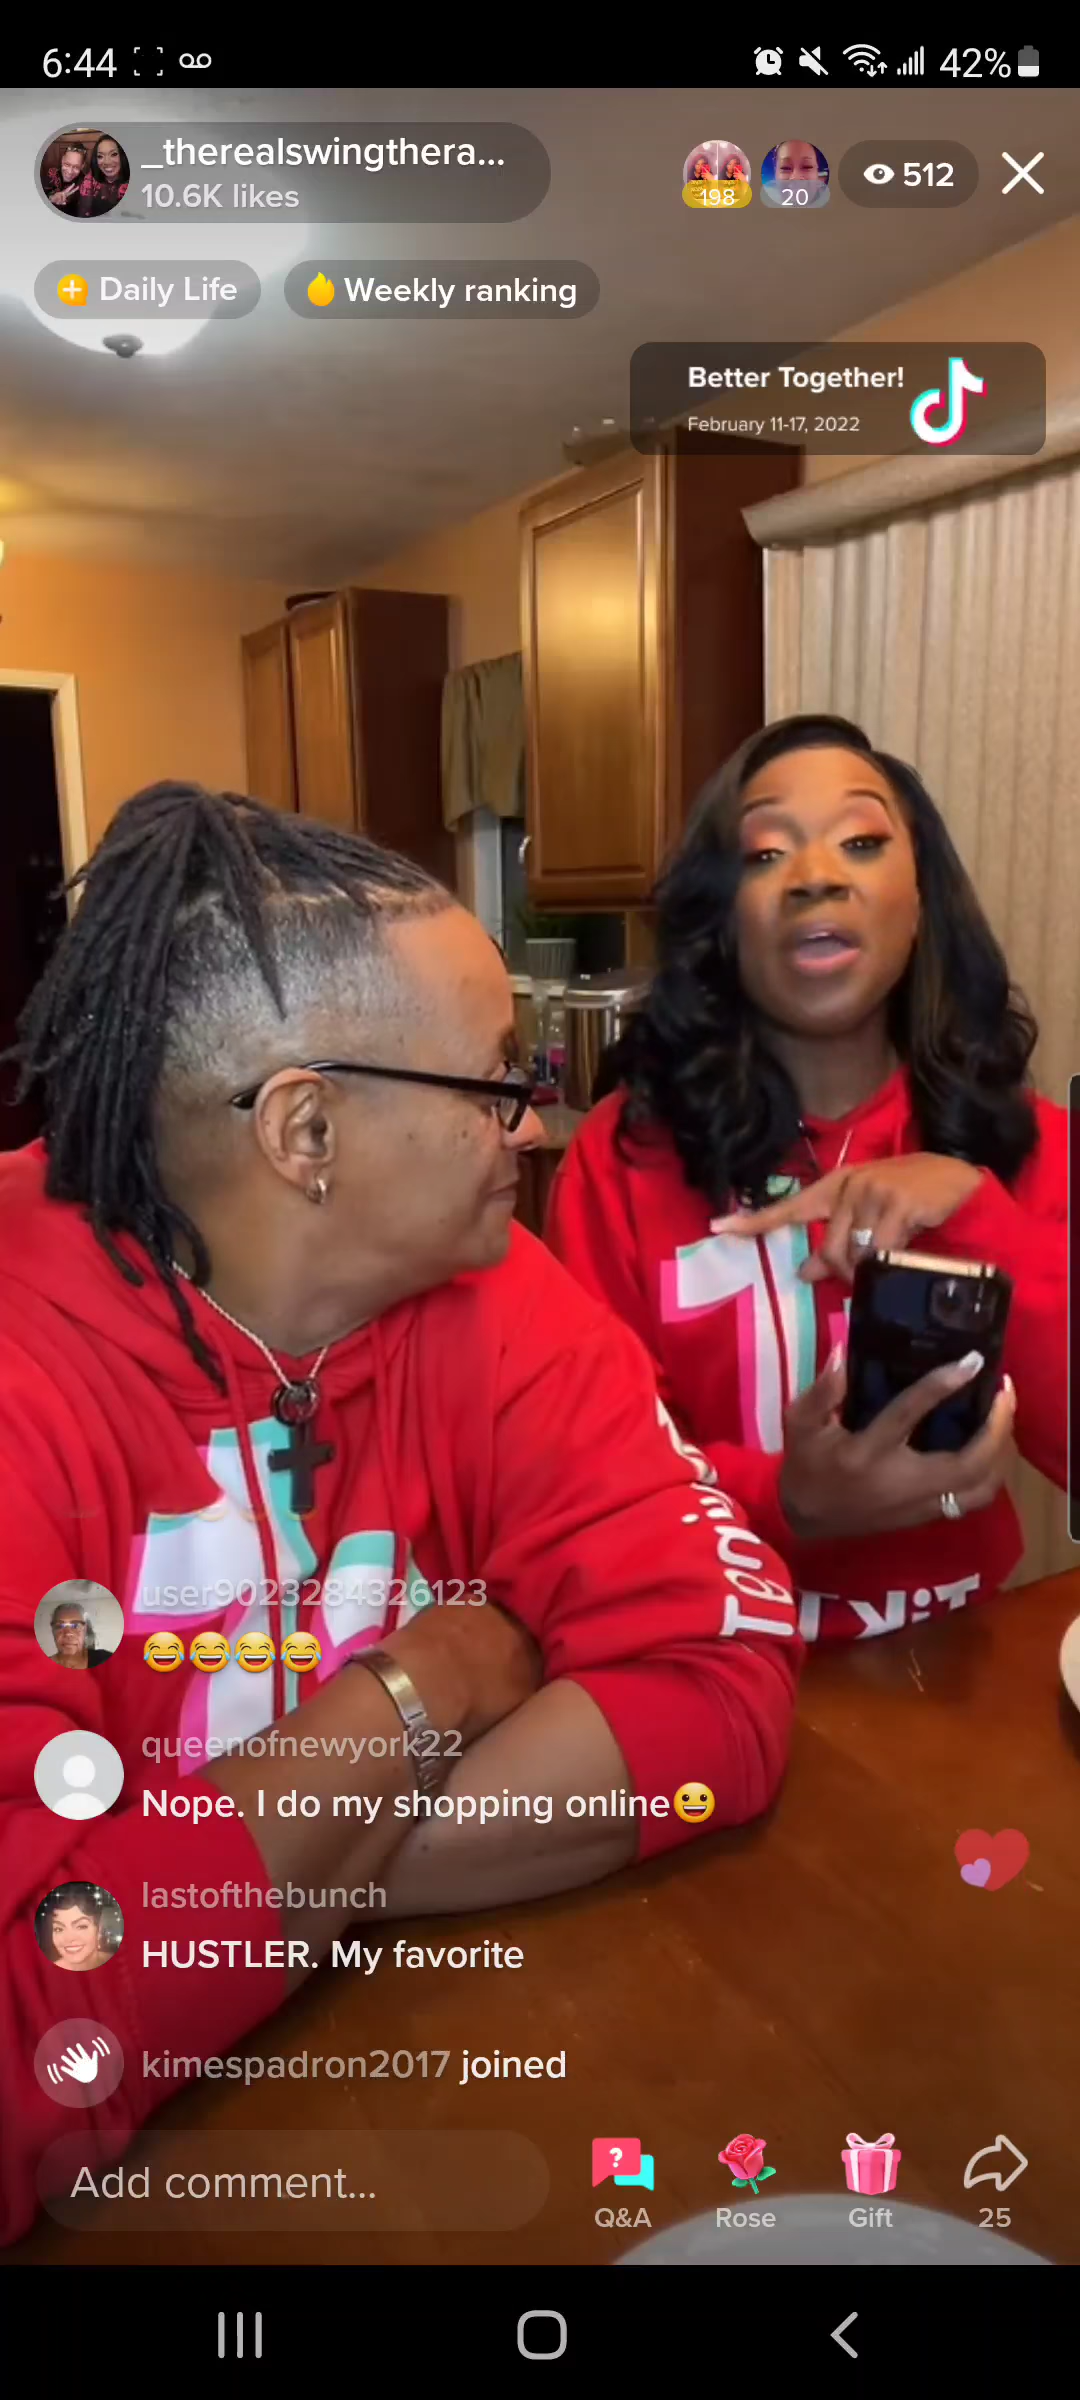 6:44
42%
_therealswingthera...
10.6K likes
198
20
512
Daily Life
Weekly ranking
Better Together!
February 11-17, 2022
user9023284326123
😂😂😂😂
queenofnewyork22
Nope. I do my shopping online😀
lastofthebunch
HUSTLER. My favorite
kimespadron2017 joined
Add comment...
Q&A
Rose
Gift
25